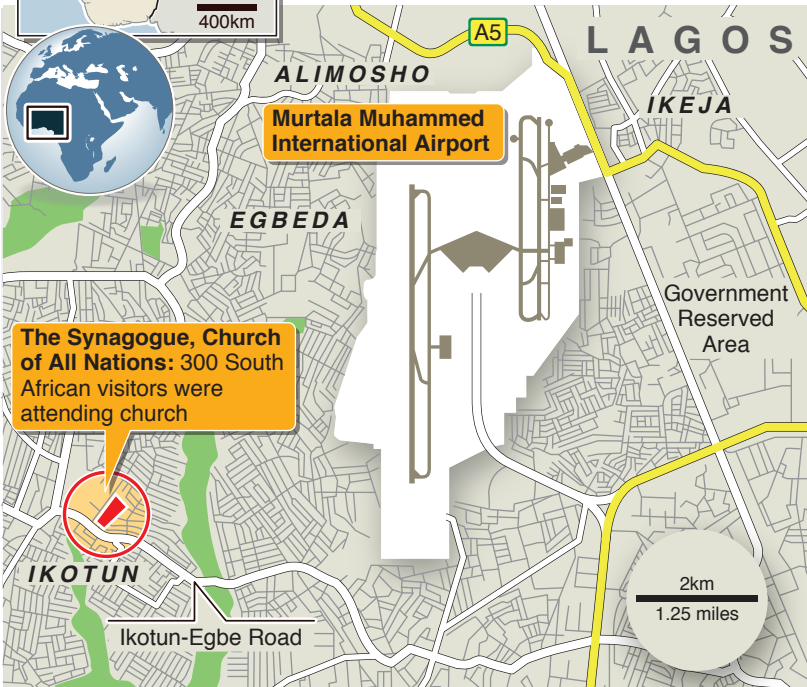 400km
A5
LAGOS
ALIMOSHO
IKEJA
Murtala Muhammed
International Airport
EGBEDA
Government
Reserved
Area
The Synagogue, Church
of All Nations: 300 South
African visitors were
attending church
IKOTUN
2km
1.25 miles
Ikotun-Egbe Road